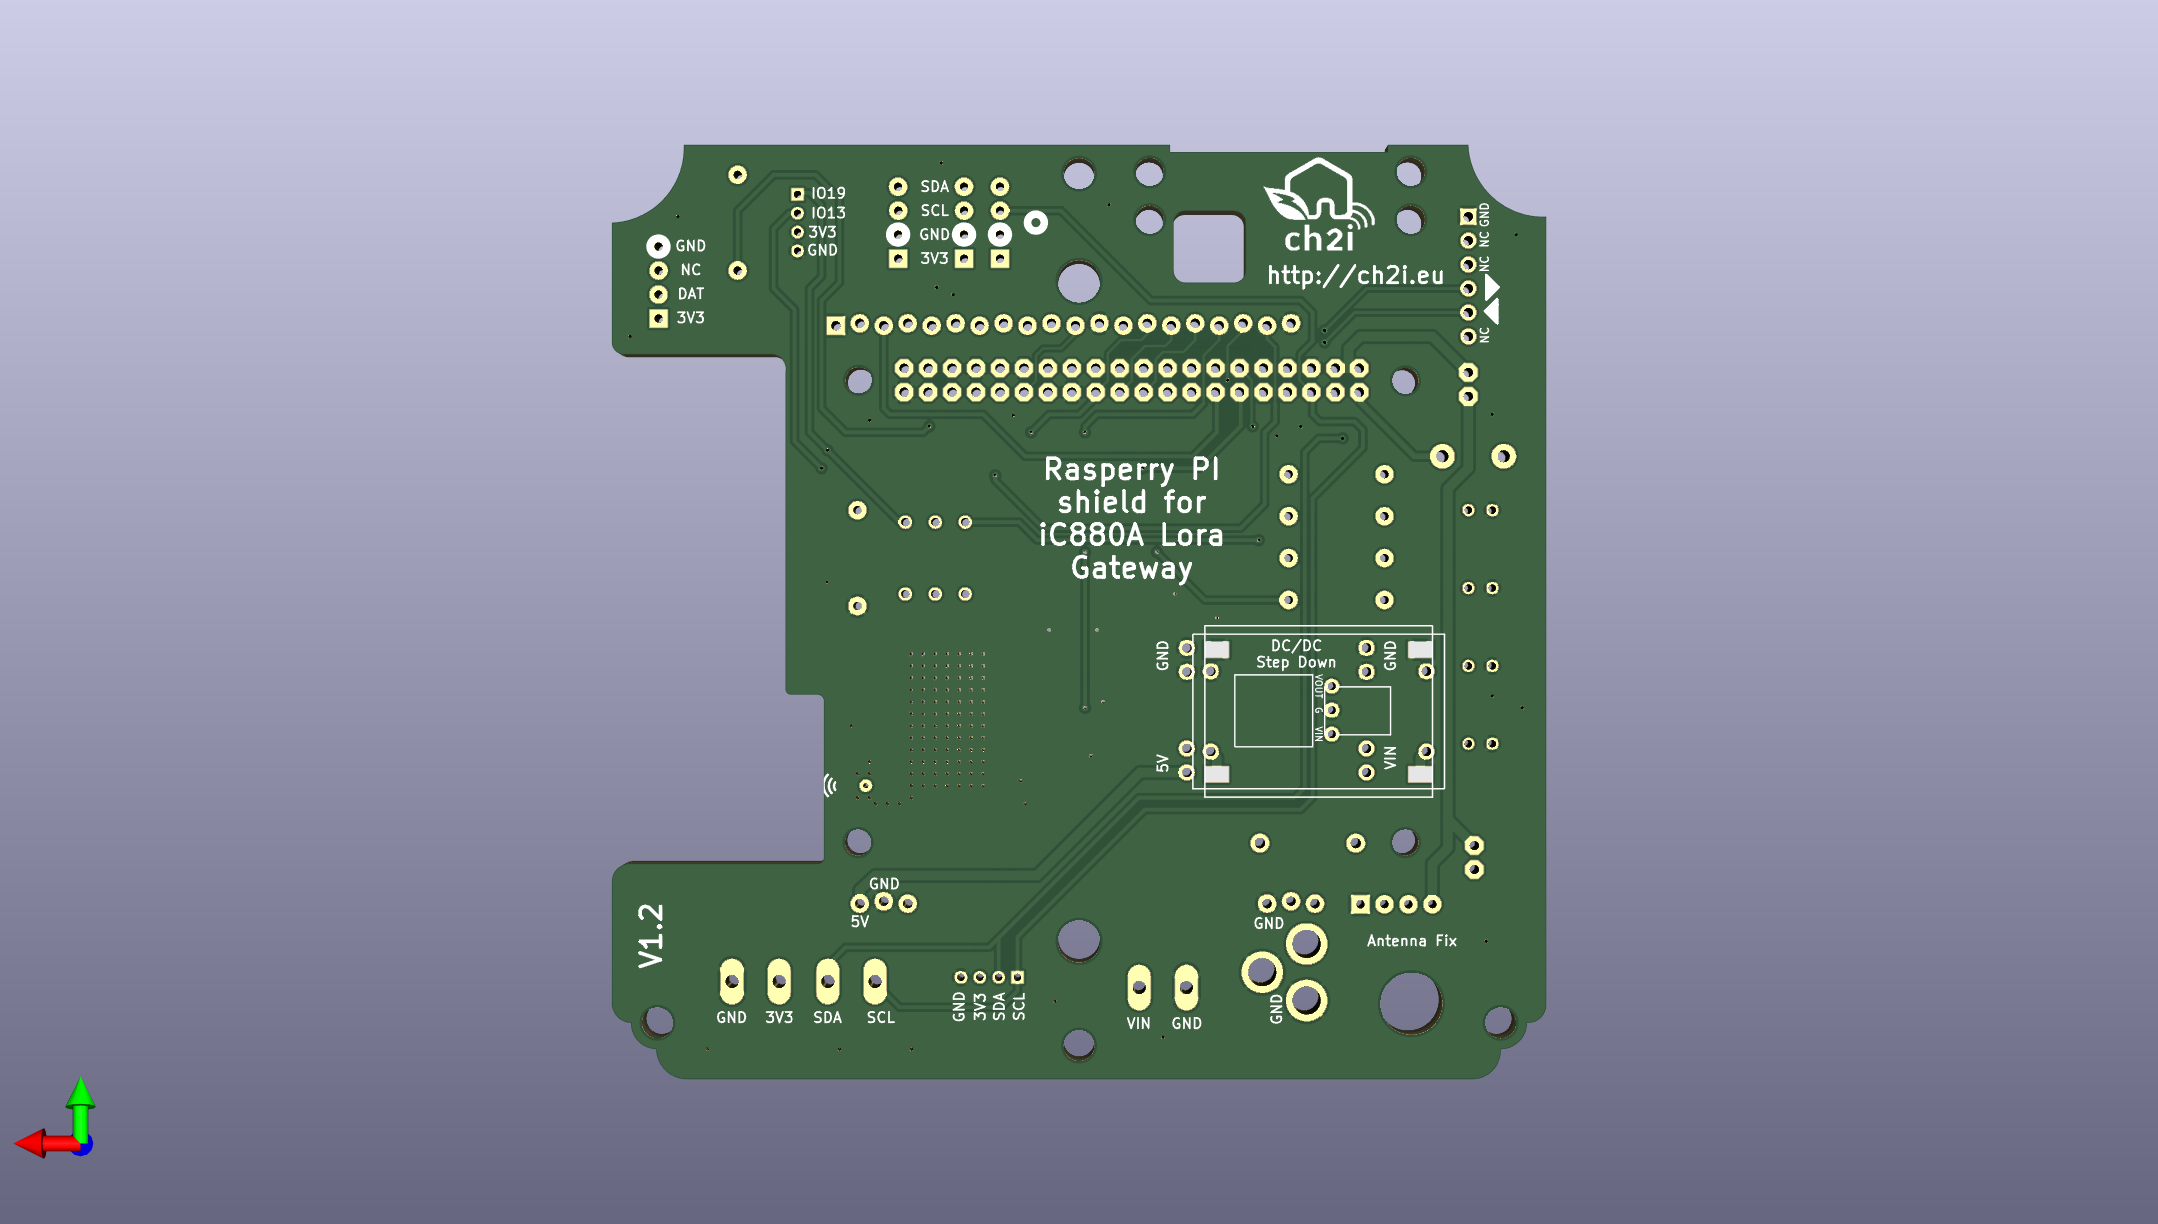 IO19
IO13
3V3
GND
SDA
SCL
GND
3V3
GND
NC
DAT
3V3
ch2i
http://ch2i.eu
GND
NC
NC
NC
Rasperry PI
shield for
iC880A Lora
Gateway
DC/DC
Step Down
GND
GND
VOUT
G
VIN
5V
VIN
GND
5V
V1.2
GND
Antenna Fix
GND
3V3
SDA
SCL
GND
3V3
SDA
SCL
VIN
GND
GND